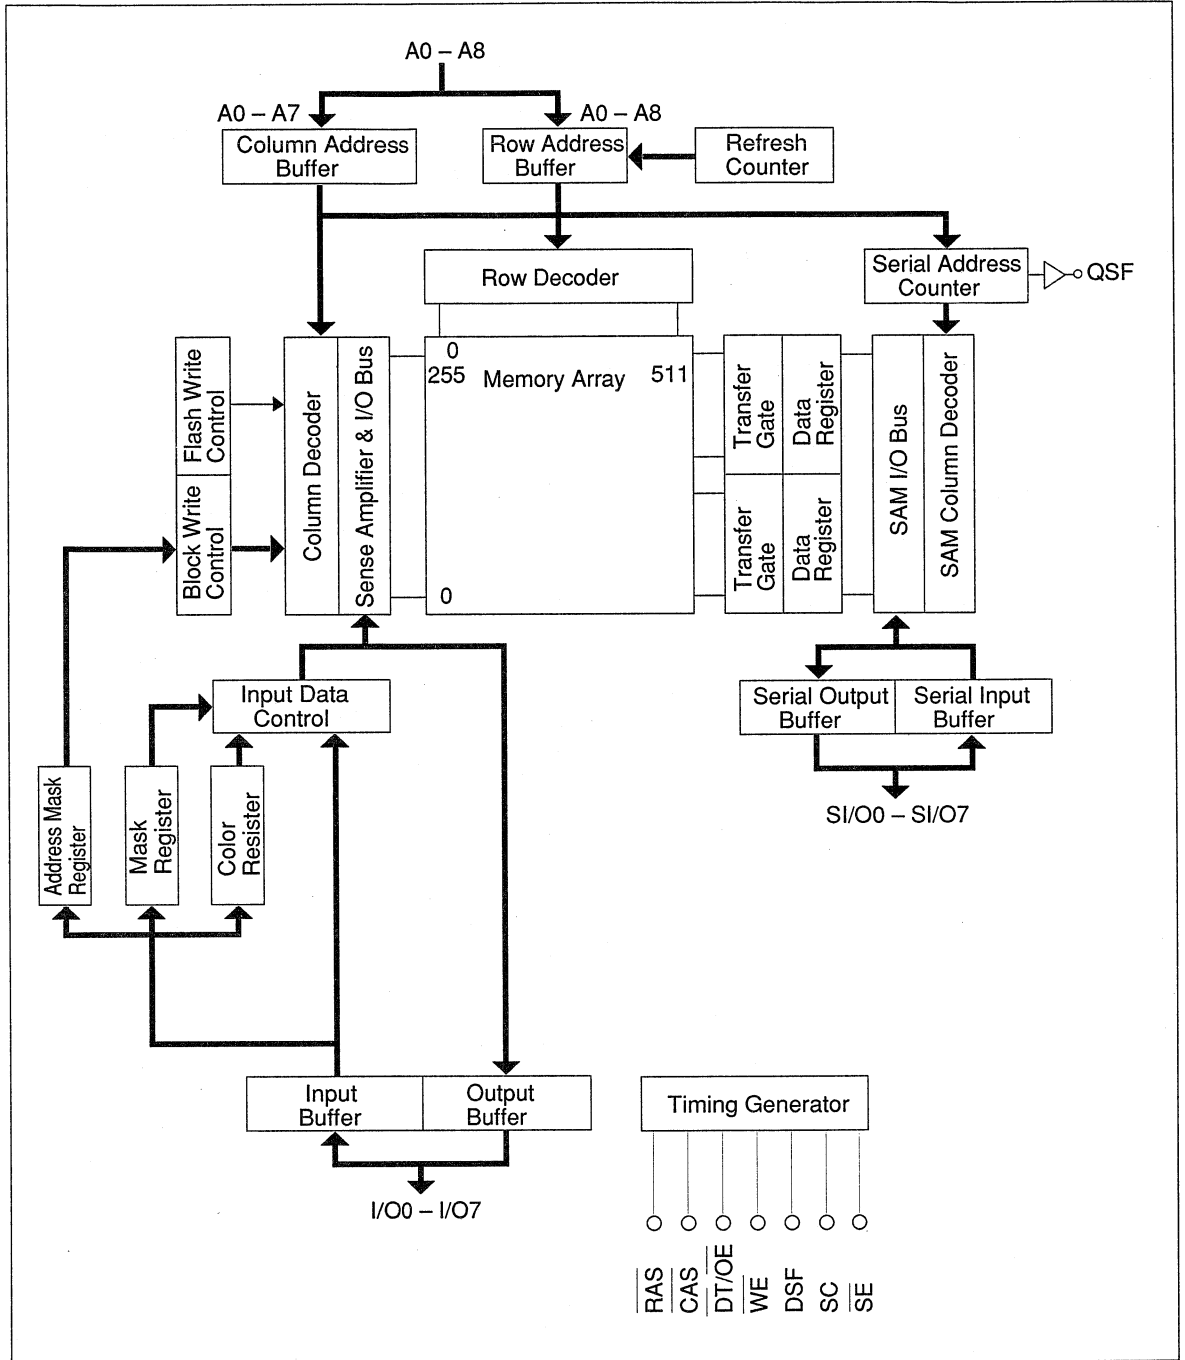 A0 – A8
A0 – A7
A0 – A8
Column Address
Buffer
Row Address
Buffer
Refresh
Counter
Row Decoder
Serial Address
Counter
QSF
Flash Write
Control
Block Write
Control
Column Decoder
Sense Amplifier & I/O Bus
0
255
Memory Array
511
0
Transfer
Gate
Data
Register
Transfer
Gate
Data
Register
SAM I/O Bus
SAM Column Decoder
Input Data
Control
Serial Output
Buffer
Serial Input
Buffer
SI/O0 – SI/O7
Address Mask
Register
Mask
Register
Color
Resister
Input
Buffer
Output
Buffer
I/O0 – I/O7
Timing Generator
RAS
CAS
DT/OE
WE
DSF
SC
SE